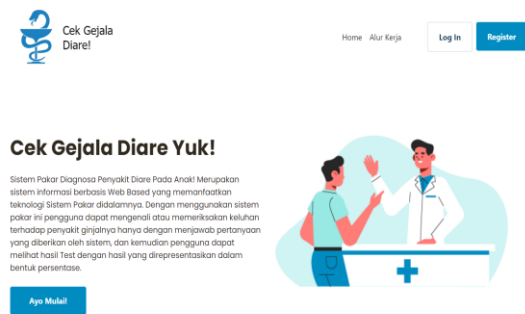 Cek Gejala
Diare!
Home Alur Kerja Log In Register
Cek Gejala Diare Yuk!
Sistem Pakar Diagnosa Penyakit Diare Pada Anak! Merupakan
sistem informasi berbasis Web Based yang memanfaatkan
teknologi Sistem Pakar didalamnya. Dengan menggunakan sistem
pakar ini pengguna dapat mengenali atau memeriksakan keluhan
terhadap penyakit ginjalnya hanya dengan menjawab pertanyaan
yang diberikan oleh sistem, dan kemudian pengguna dapat
melihat hasil Test dengan hasil yang direpresentasikan dalam
bentuk persentase.
Ayo Mulai!